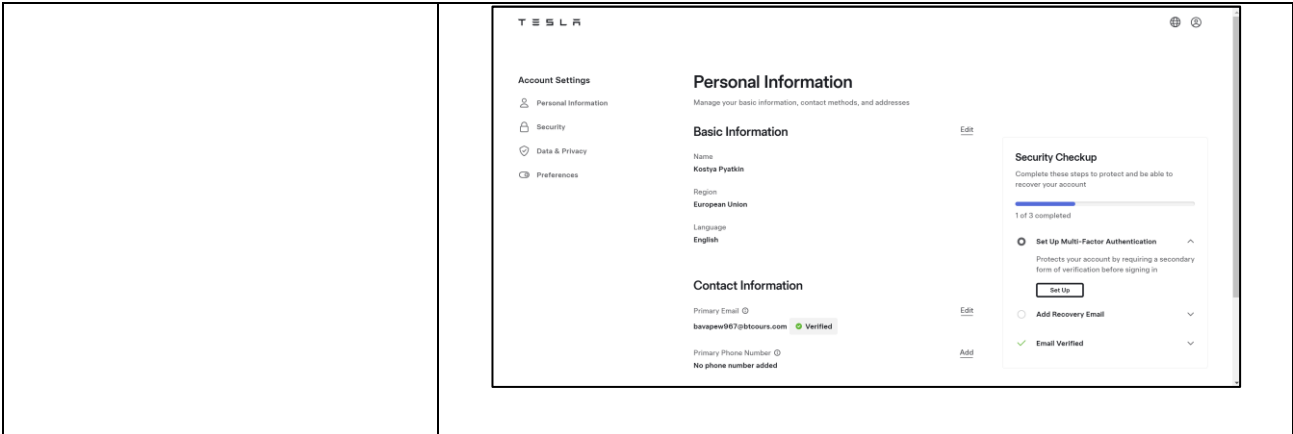 TESLA
Account Settings
Personal Information
Security
Data & Privacy
Preferences
Personal Information
Manage your basic information, contact methods, and addresses
Basic Information
Edit
Name
Kostya Pyatkin
Region
European Union
Language
English
Contact Information
Primary Email
Edit
bavapew967@btcours.com
Verified
Primary Phone Number
Add
No phone number added
Security Checkup
Complete these steps to protect and be able to
recover your account
1 of 3 completed
Set Up Multi-Factor Authentication
Protects your account by requiring a secondary
form of verification before signing in
Set Up
Add Recovery Email
Email Verified